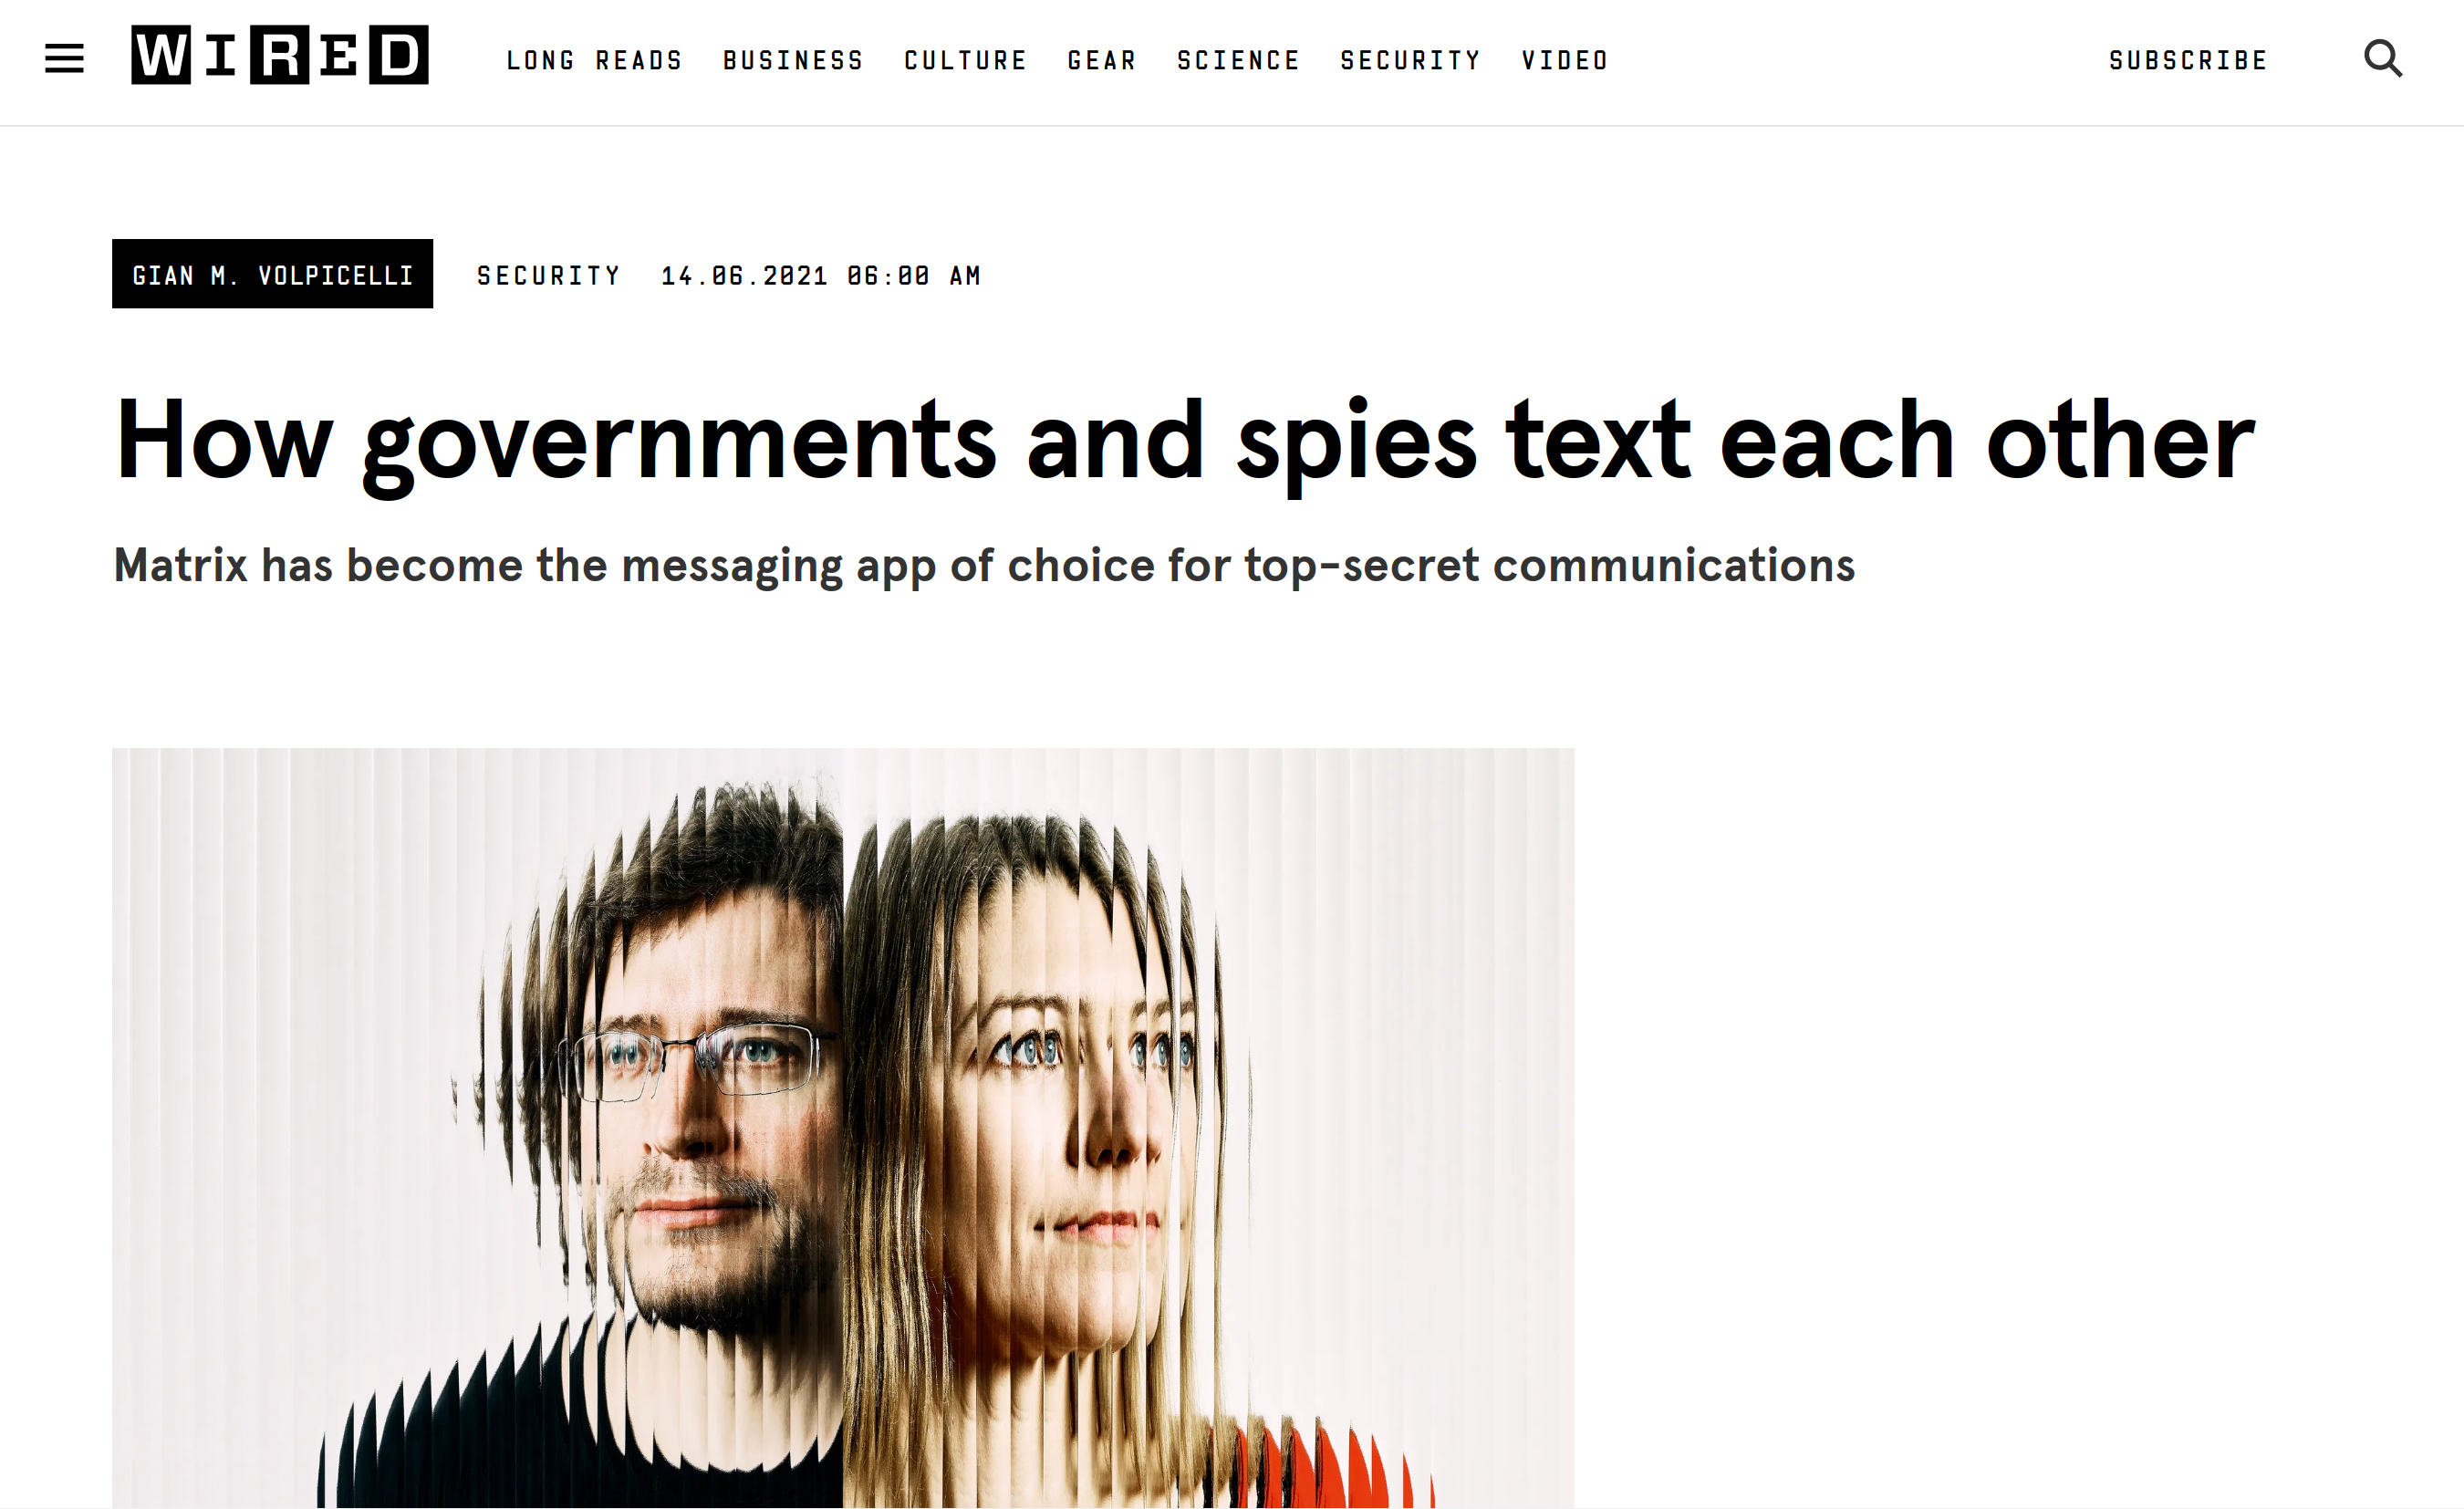 WIRED LONG READS BUSINESS CULTURE GEAR SCIENCE SECURITY VIDEO SUBSCRIBE
GIAN M. VOLPICELLI SECURITY 14.06.2021 06:00 AM
How governments and spies text each other
Matrix has become the messaging app of choice for top-secret communications